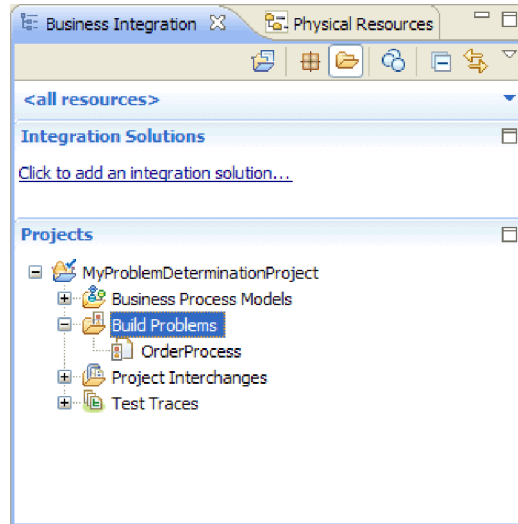 Business Integration Physical Resources
<all resources>
Integration Solutions
Click to add an integration solution...
Projects
MyProblemDeterminationProject
Business Process Models
Build Problems
OrderProcess
Project Interchanges
Test Traces